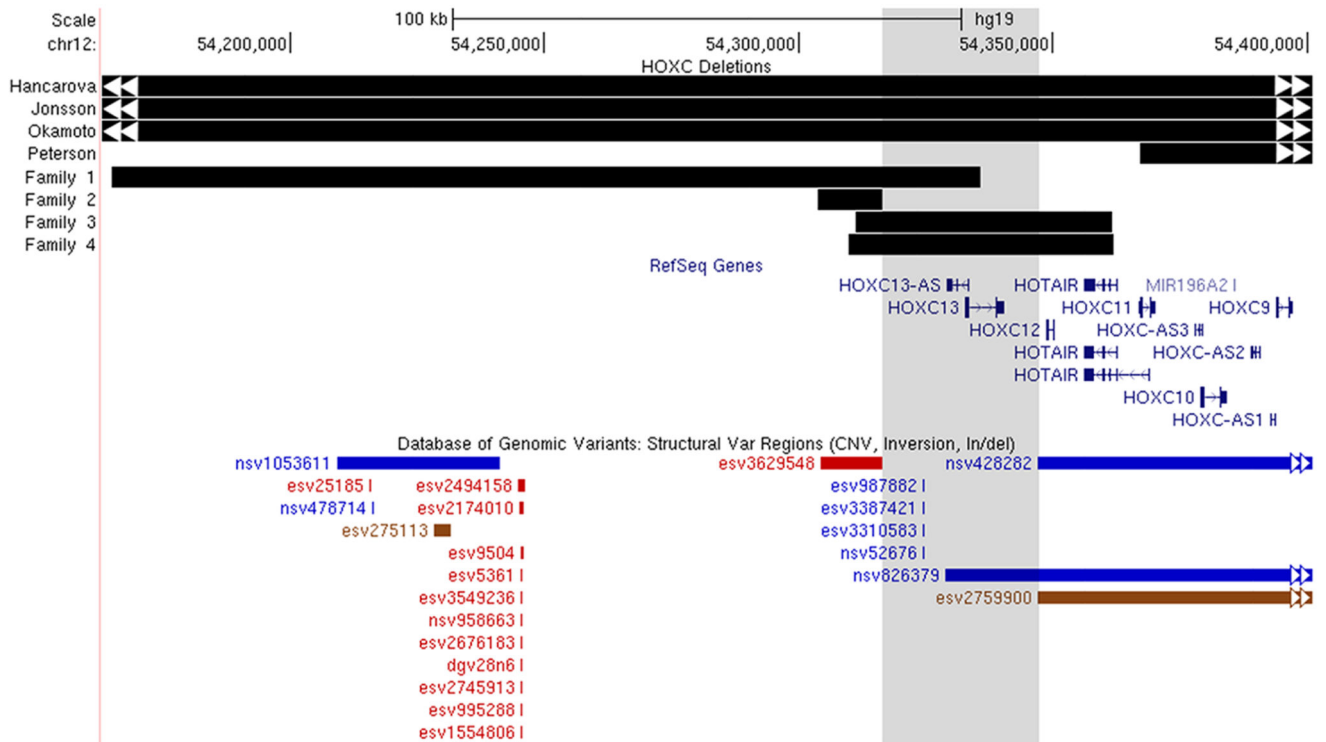 Scale 100 kb hg19
chr12: 54,200,000 54,250,000 54,300,000 54,350,000 54,400,000
HOXC Deletions
Hancarova
Jonsson
Okamoto
Peterson
Family 1
Family 2
Family 3
Family 4
RefSeq Genes
HOXC13-AS HOTAIR MIR196A2
HOXC13 HOXC11 HOXC9
HOXC12 HOXC-AS3
HOTAIR HOXC-AS2
HOTAIR
HOXC10
HOXC-AS1
Database of Genomic Variants: Structural Var Regions (CNV, Inversion, In/del)
nsv1053611 esv3629548 nsv428282
esv25185 esv2494158 esv987882
nsv478714 esv2174010 esv3387421
esv275113 esv3310583
esv9504 nsv52676
esv5361 nsv826379
esv3549236 esv2759900
nsv958663
esv2676183
dgv28n6
esv2745913
esv995288
esv1554806